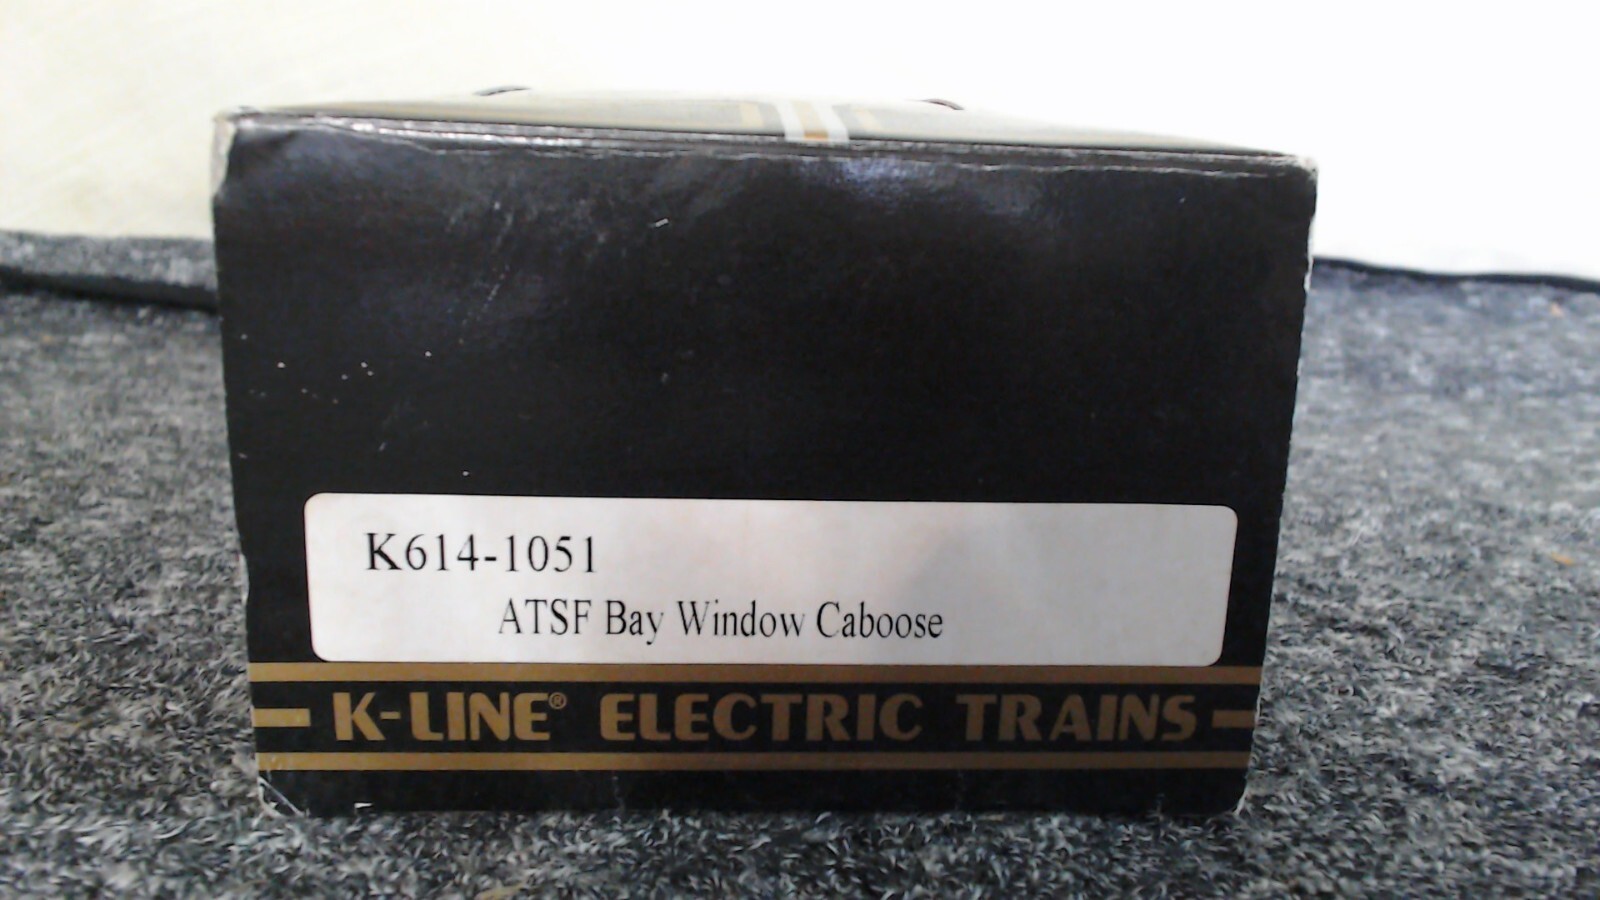 K614-1051
ATSF Bay Window Caboose
K-LINE® ELECTRIC TRAINS